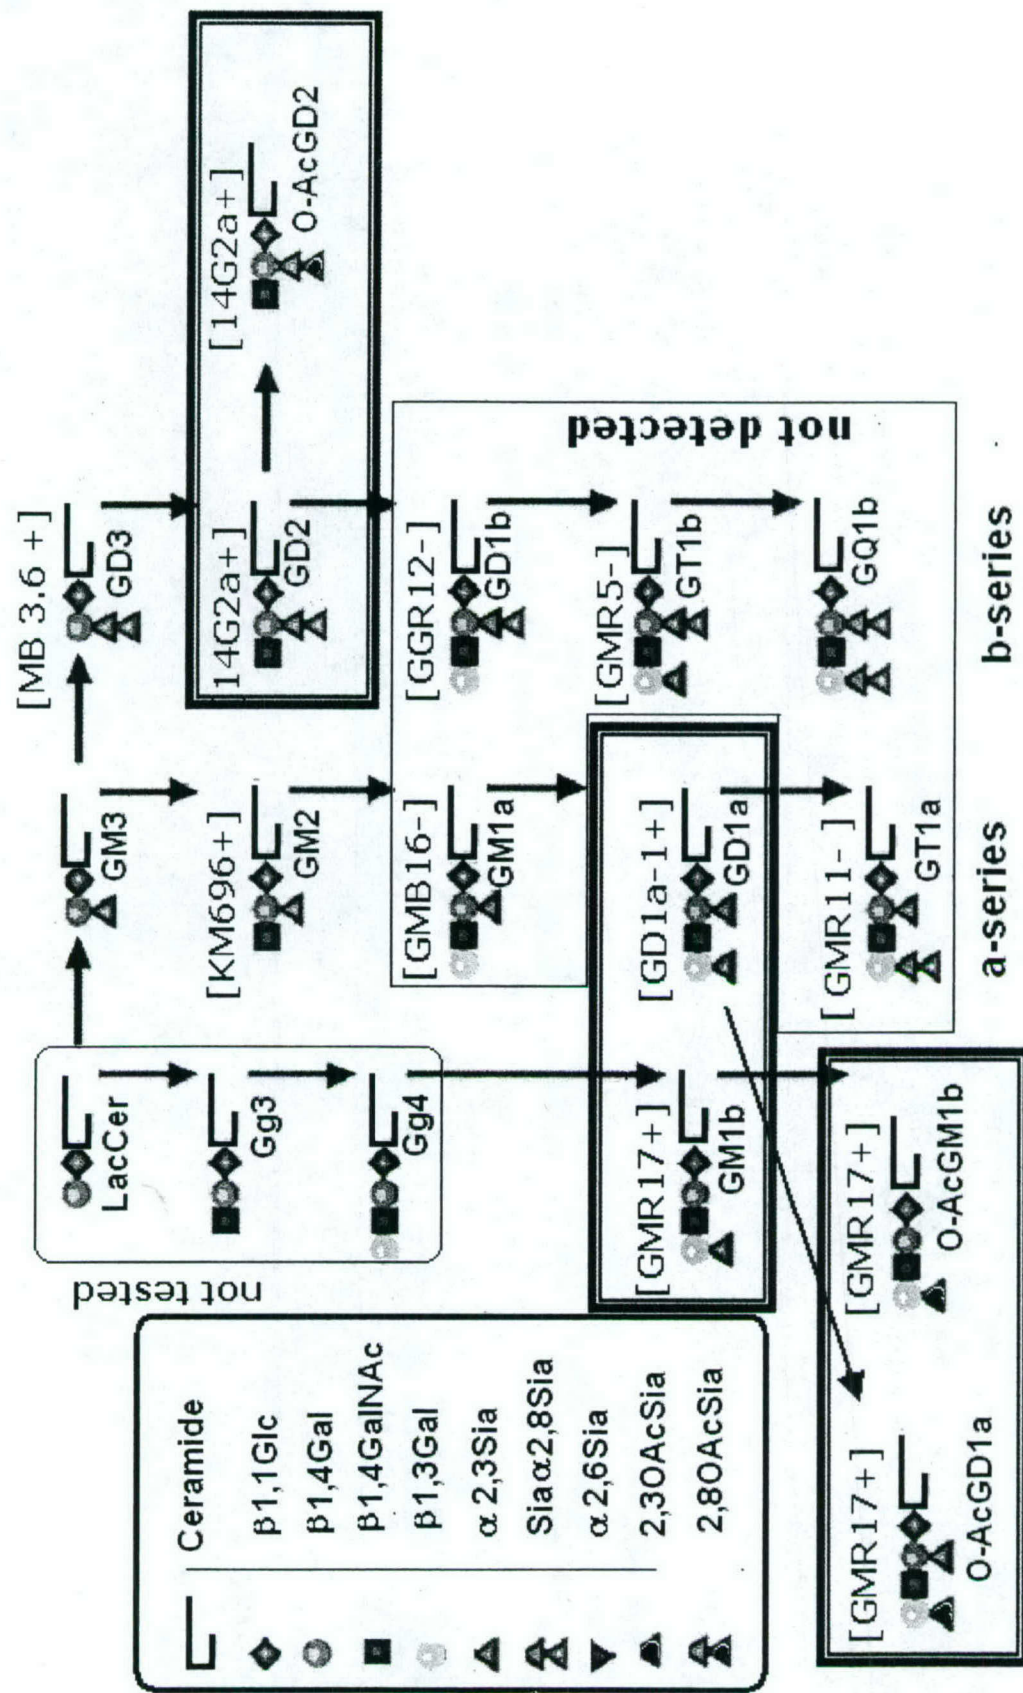 [MB 3.6 +]
LacCer
GM3
GD3
not tested
Gg3
[KM696+]
GM2
14G2a+]
GD2
[14G2a+]
O-AcGD2
Gg4
[GMB16-]
GM1a
[GGR12-]
GD1b
not detected
[GMR17+]
GM1b
[GD1a-1+]
GD1a
[GMR5-]
GT1b
[GMR11-]
GT1a
GQ1b
[GMR17+]
O-AcGD1a
[GMR17+]
O-AcGM1b
a-series
b-series
Ceramide
β1,1Glc
β1,4Gal
β1,4GalNAc
β1,3Gal
α 2,3Sia
Siaα2,8Sia
α 2,6Sia
2,3OAcSia
2,8OAcSia